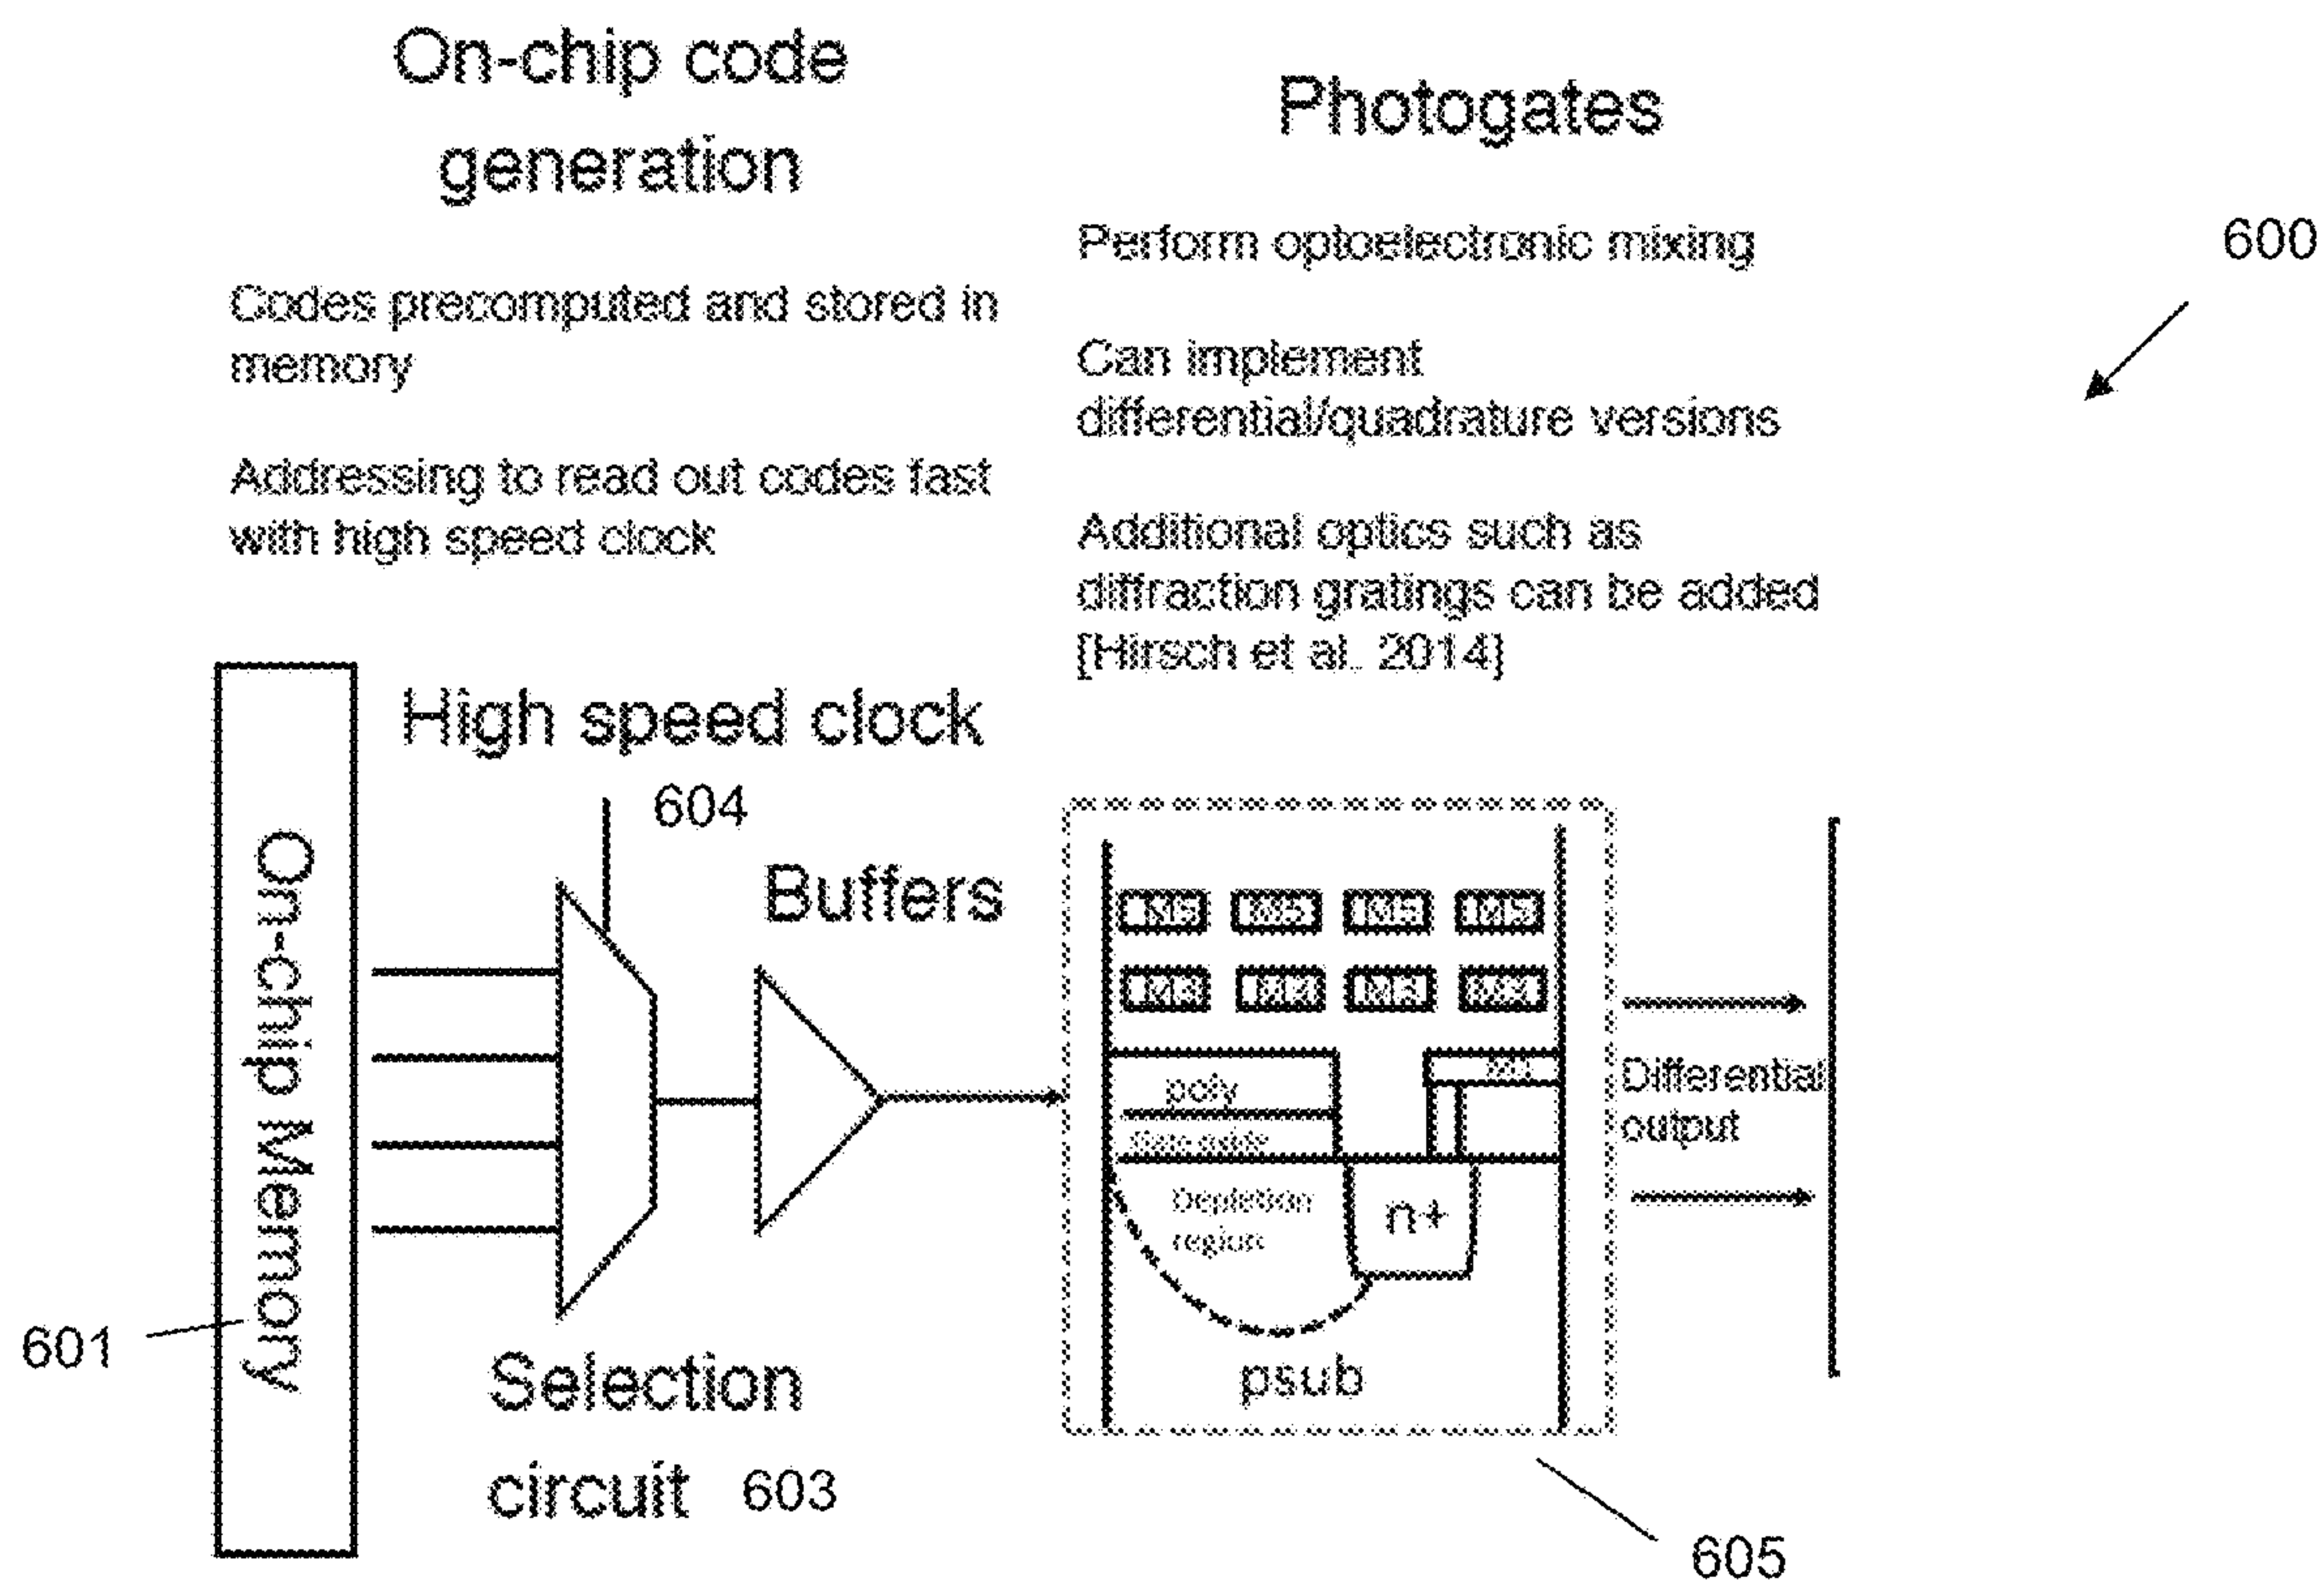 On-chip code
generation
Codes precomputed and stored in
memory
Addressing to read out codes fast
with high speed clock
Photogates
Perform optoelectronic mixing
Can implement
differential/quadrature versions
Additional optics such as
diffraction gratings can be added
[Hirsch et al. 2014]
600
High speed clock
604
Buffers
On-chip Memory
601
Selection
circuit 603
poly
Depletion
region
n+
psub
605
Differential
output